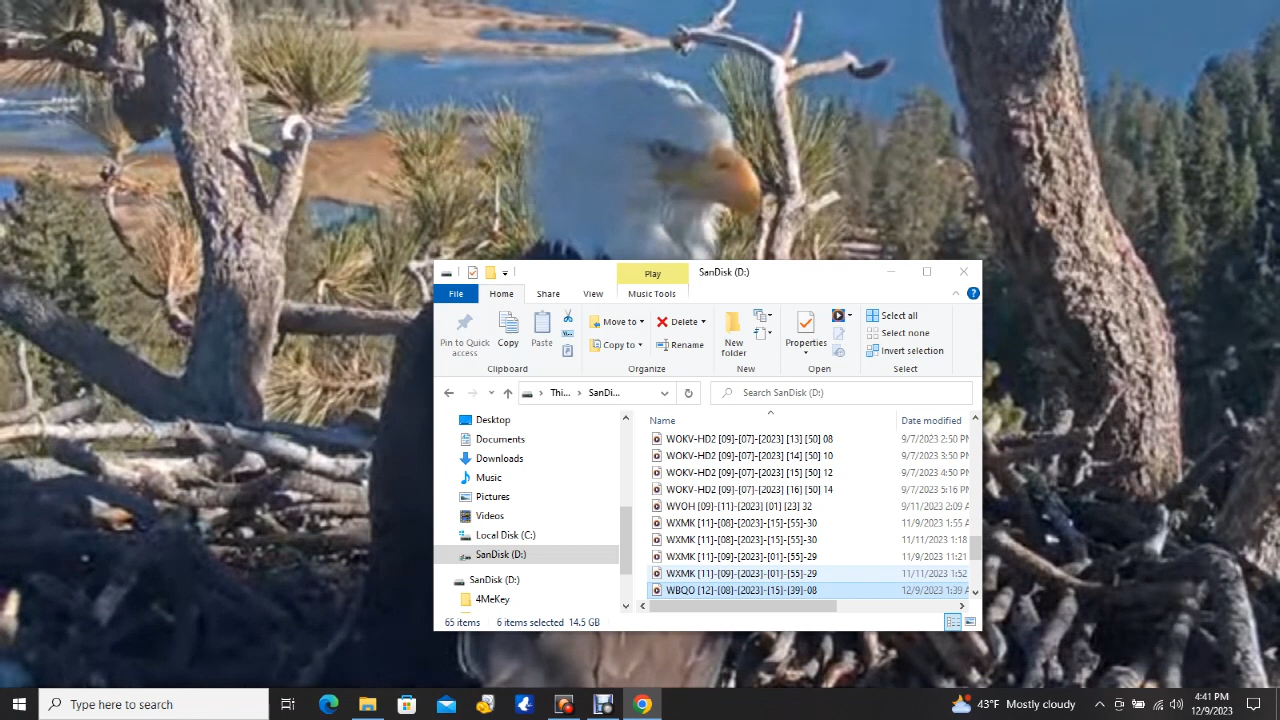 Play
SanDisk (D:)
File
Home
Share
View
Music Tools
Pin to Quick access
Copy
Paste
Clipboard
Move to
Copy to
Delete
Rename
Organize
New folder
New
Properties
Open
Select all
Select none
Invert selection
Select
Thi...
SanDi...
Search SanDisk (D:)
Desktop
Documents
Downloads
Music
Pictures
Videos
Local Disk (C:)
SanDisk (D:)
SanDisk (D:)
4MeKey
Name
Date modified
WOKV-HD2 [09]-[07]-[2023] [13] [50] 08 9/7/2023 2:50 PM
WOKV-HD2 [09]-[07]-[2023] [14] [50] 10 9/7/2023 3:50 PM
WOKV-HD2 [09]-[07]-[2023] [15] [50] 12 9/7/2023 4:50 PM
WOKV-HD2 [09]-[07]-[2023] [16] [50] 14 9/7/2023 5:16 PM
WVOH [09]-[11]-[2023] [01] [23] 32 9/11/2023 2:09 A
WXMK [11]-[08]-[2023]-[15]-[55]-30 11/9/2023 1:55 A
WXMK [11]-[08]-[2023]-[15]-[55]-30 11/11/2023 1:18
WXMK [11]-[09]-[2023]-[01]-[55]-29 11/9/2023 11:21
WXMK [11]-[09]-[2023]-[01]-[55]-29 11/11/2023 1:52
WBQO [12]-[08]-[2023]-[15]-[39]-08 12/9/2023 1:39 A
65 items 6 items selected 14.5 GB
Type here to search
43°F Mostly cloudy
4:41 PM
12/9/2023